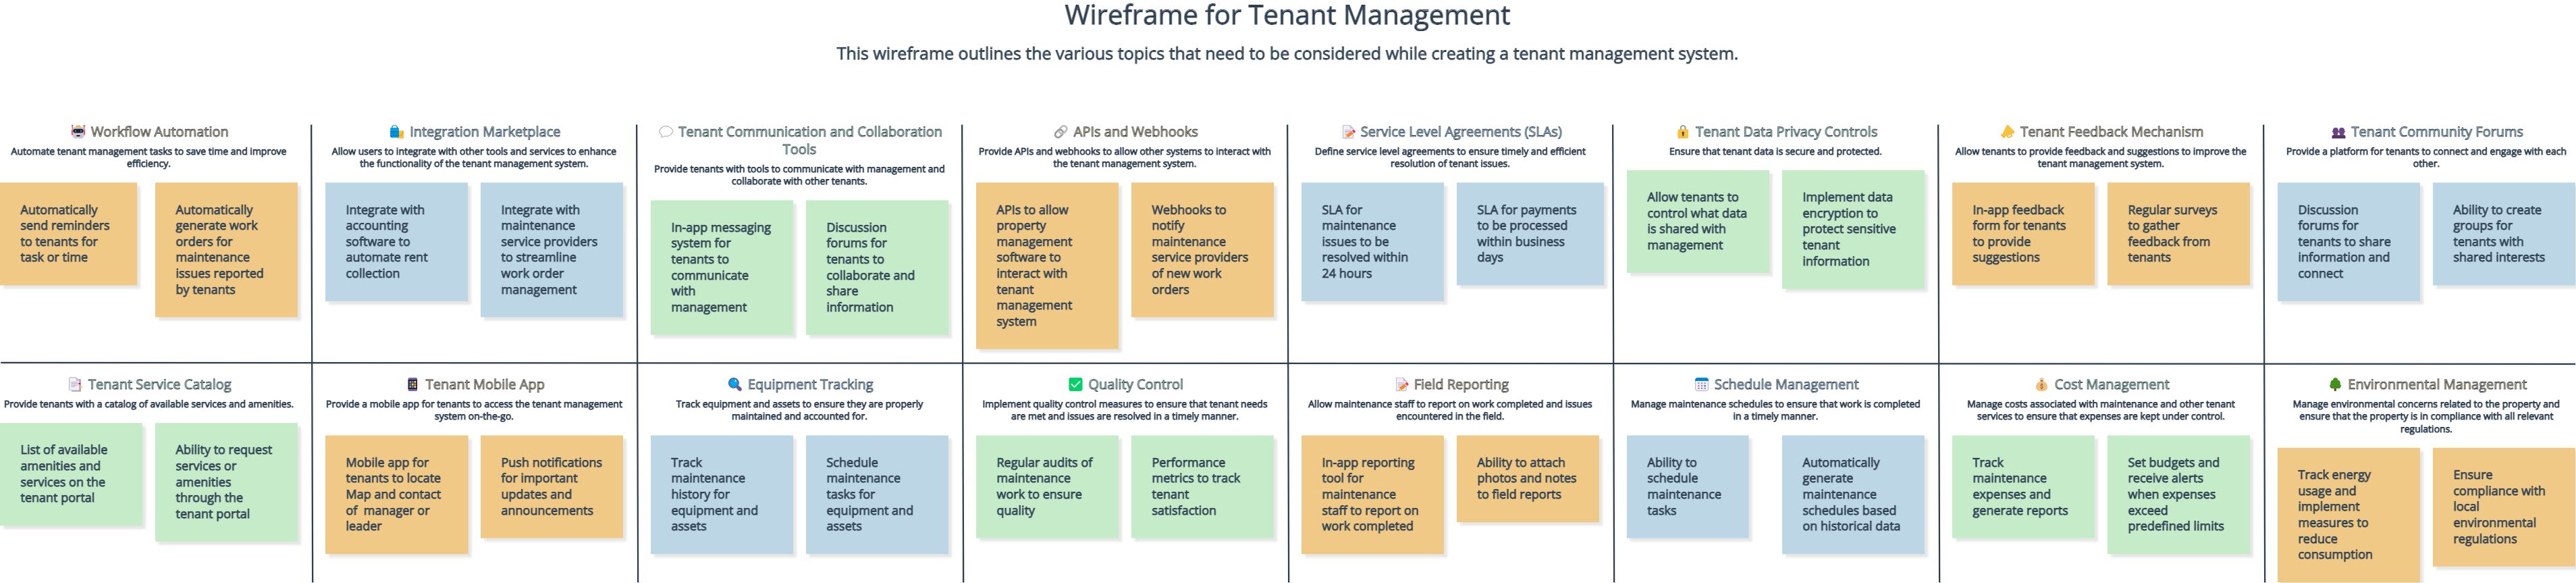 Wireframe for Tenant Management
This wireframe outlines the various topics that need to be considered while creating a tenant management system.
Workflow Automation
Automate tenant management tasks to save time and improve
efficiency.
Automatically
send reminders
to tenants for
task or time
Automatically
generate work
orders for
maintenance
issues reported
by tenants
Integration Marketplace
Allow users to integrate with other tools and services to enhance
the functionality of the tenant management system.
Integrate with
accounting
software to
automate rent
collection
Integrate with
maintenance
service providers
to streamline
work order
management
Tenant Communication and Collaboration
Tools
Provide tenants with tools to communicate with management and
collaborate with other tenants.
In-app messaging
system for
tenants to
communicate
with
management
Discussion
forums for
tenants to
collaborate and
share
information
APIs and Webhooks
Provide APIs and webhooks to allow other systems to interact with
the tenant management system.
APIs to allow
property
management
software to
interact with
tenant
management
system
Webhooks to
notify
maintenance
service providers
of new work
orders
Service Level Agreements (SLAs)
Define service level agreements to ensure timely and efficient
resolution of tenant issues.
SLA for
maintenance
issues to be
resolved within
24 hours
SLA for payments
to be processed
within business
days
Tenant Data Privacy Controls
Ensure that tenant data is secure and protected.
Allow tenants to
control what data
is shared with
management
Implement data
encryption to
protect sensitive
tenant
information
Tenant Feedback Mechanism
Allow tenants to provide feedback and suggestions to improve the
tenant management system.
In-app feedback
form for tenants
to provide
suggestions
Regular surveys
to gather
feedback from
tenants
Tenant Community Forums
Provide a platform for tenants to connect and engage with each
other.
Discussion
forums for
tenants to share
information and
connect
Ability to create
groups for
tenants with
shared interests
Tenant Service Catalog
Provide tenants with a catalog of available services and amenities.
List of available
amenities and
services on the
tenant portal
Ability to request
services or
amenities
through the
tenant portal
Tenant Mobile App
Provide a mobile app for tenants to access the tenant management
system on-the-go.
Mobile app for
tenants to locate
Map and contact
of manager or
leader
Push notifications
for important
updates and
announcements
Equipment Tracking
Track equipment and assets to ensure they are properly
maintained and accounted for.
Track
maintenance
history for
equipment and
assets
Schedule
maintenance
tasks for
equipment and
assets
Quality Control
Implement quality control measures to ensure that tenant needs
are met and issues are resolved in a timely manner.
Regular audits of
maintenance
work to ensure
quality
Performance
metrics to track
tenant
satisfaction
Field Reporting
Allow maintenance staff to report on work completed and issues
encountered in the field.
In-app reporting
tool for
maintenance
staff to report on
work completed
Ability to attach
photos and notes
to field reports
Schedule Management
Manage maintenance schedules to ensure that work is completed
in a timely manner.
Ability to
schedule
maintenance
tasks
Automatically
generate
maintenance
schedules based
on historical data
Cost Management
Manage costs associated with maintenance and other tenant
services to ensure that expenses are kept under control.
Track
maintenance
expenses and
generate reports
Set budgets and
receive alerts
when expenses
exceed
predefined limits
Environmental Management
Manage environmental concerns related to the property and
ensure that the property is in compliance with all relevant
regulations.
Track energy
usage and
implement
measures to
reduce
consumption
Ensure
compliance with
local
environmental
regulations